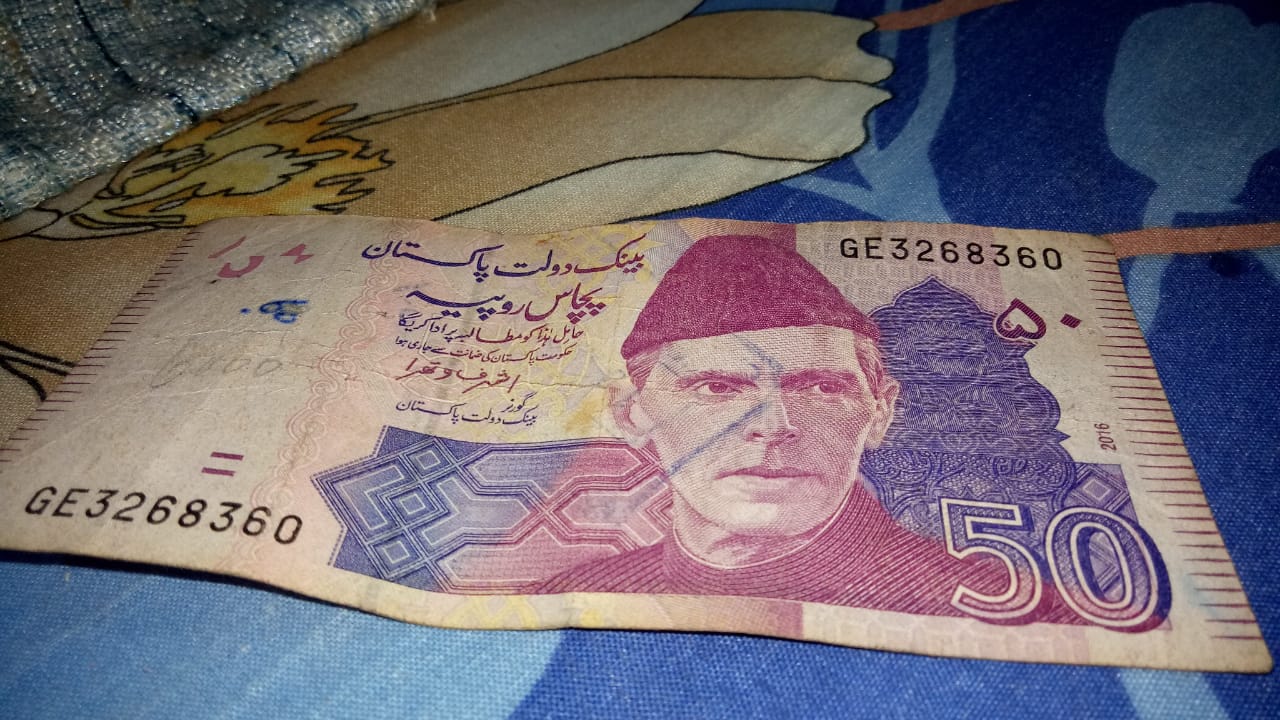 بینک دولت پاکستان
GE3268360
پچاس روپیہ
۵۰
حامل ہٰذا کو مطالبہ پر ادا کریگا
حکومت پاکستان کی ضمانت سے جاری ہوا
اشرف وتھرا
گورنر
بینک دولت پاکستان
2016
GE3268360
50